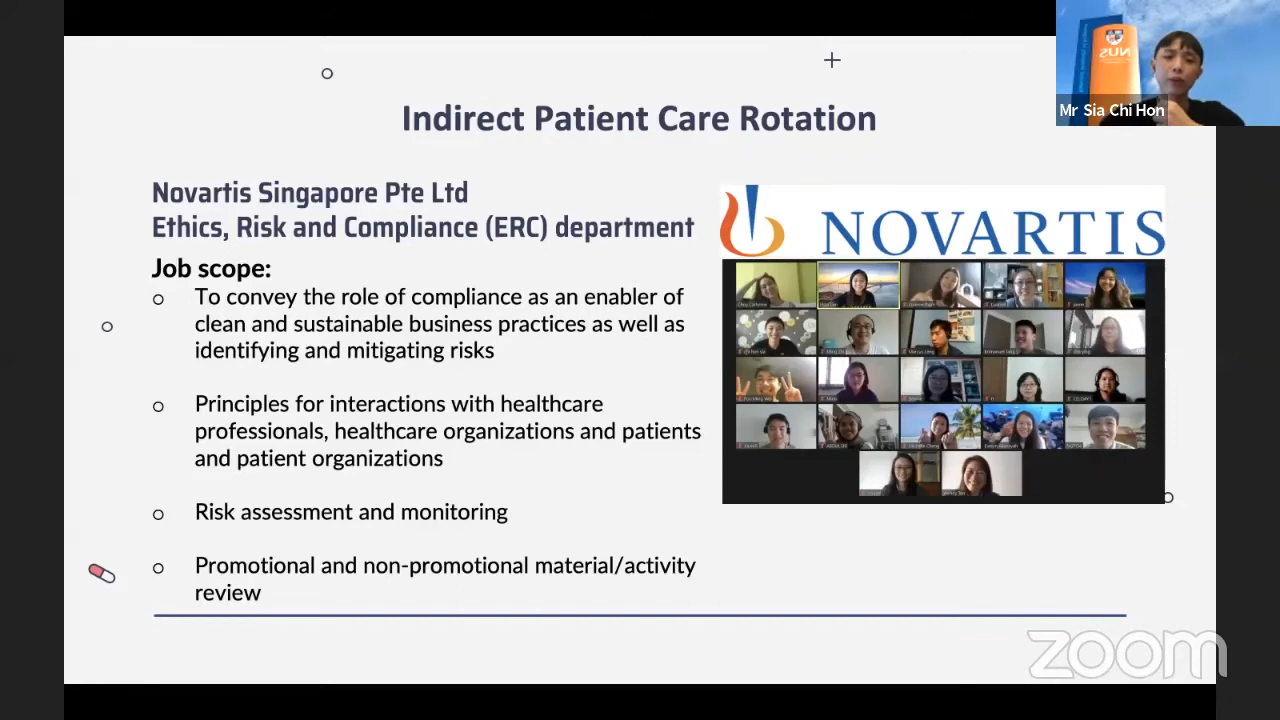 Indirect Patient Care Rotation
Mr Sia Chi Hon
NUS
Novartis Singapore Pte Ltd
Ethics, Risk and Compliance (ERC) department
Job scope:
To convey the role of compliance as an enabler of
clean and sustainable business practices as well as
identifying and mitigating risks
Principles for interactions with healthcare
professionals, healthcare organizations and patients
and patient organizations
Risk assessment and monitoring
Promotional and non-promotional material/activity
review
NOVARTIS
zoom